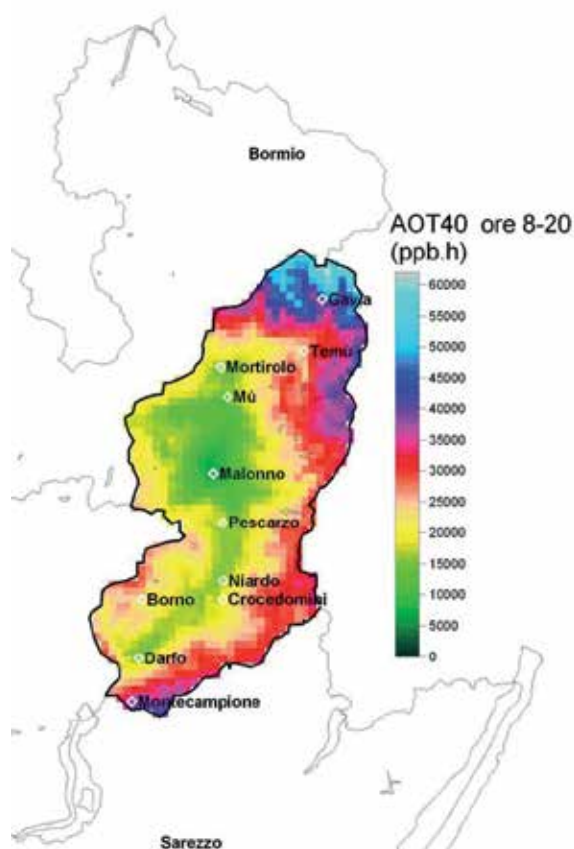 Bormio
AOT40 ore 8-20
(ppb.h)
60000
55000
50000
45000
40000
35000
30000
25000
20000
15000
10000
5000
0
Gavia
Temù
Mortirolo
Mù
Malonno
Pescarzo
Niardo
Borno
Crocedomini
Darfo
Montecampione
Sarezzo